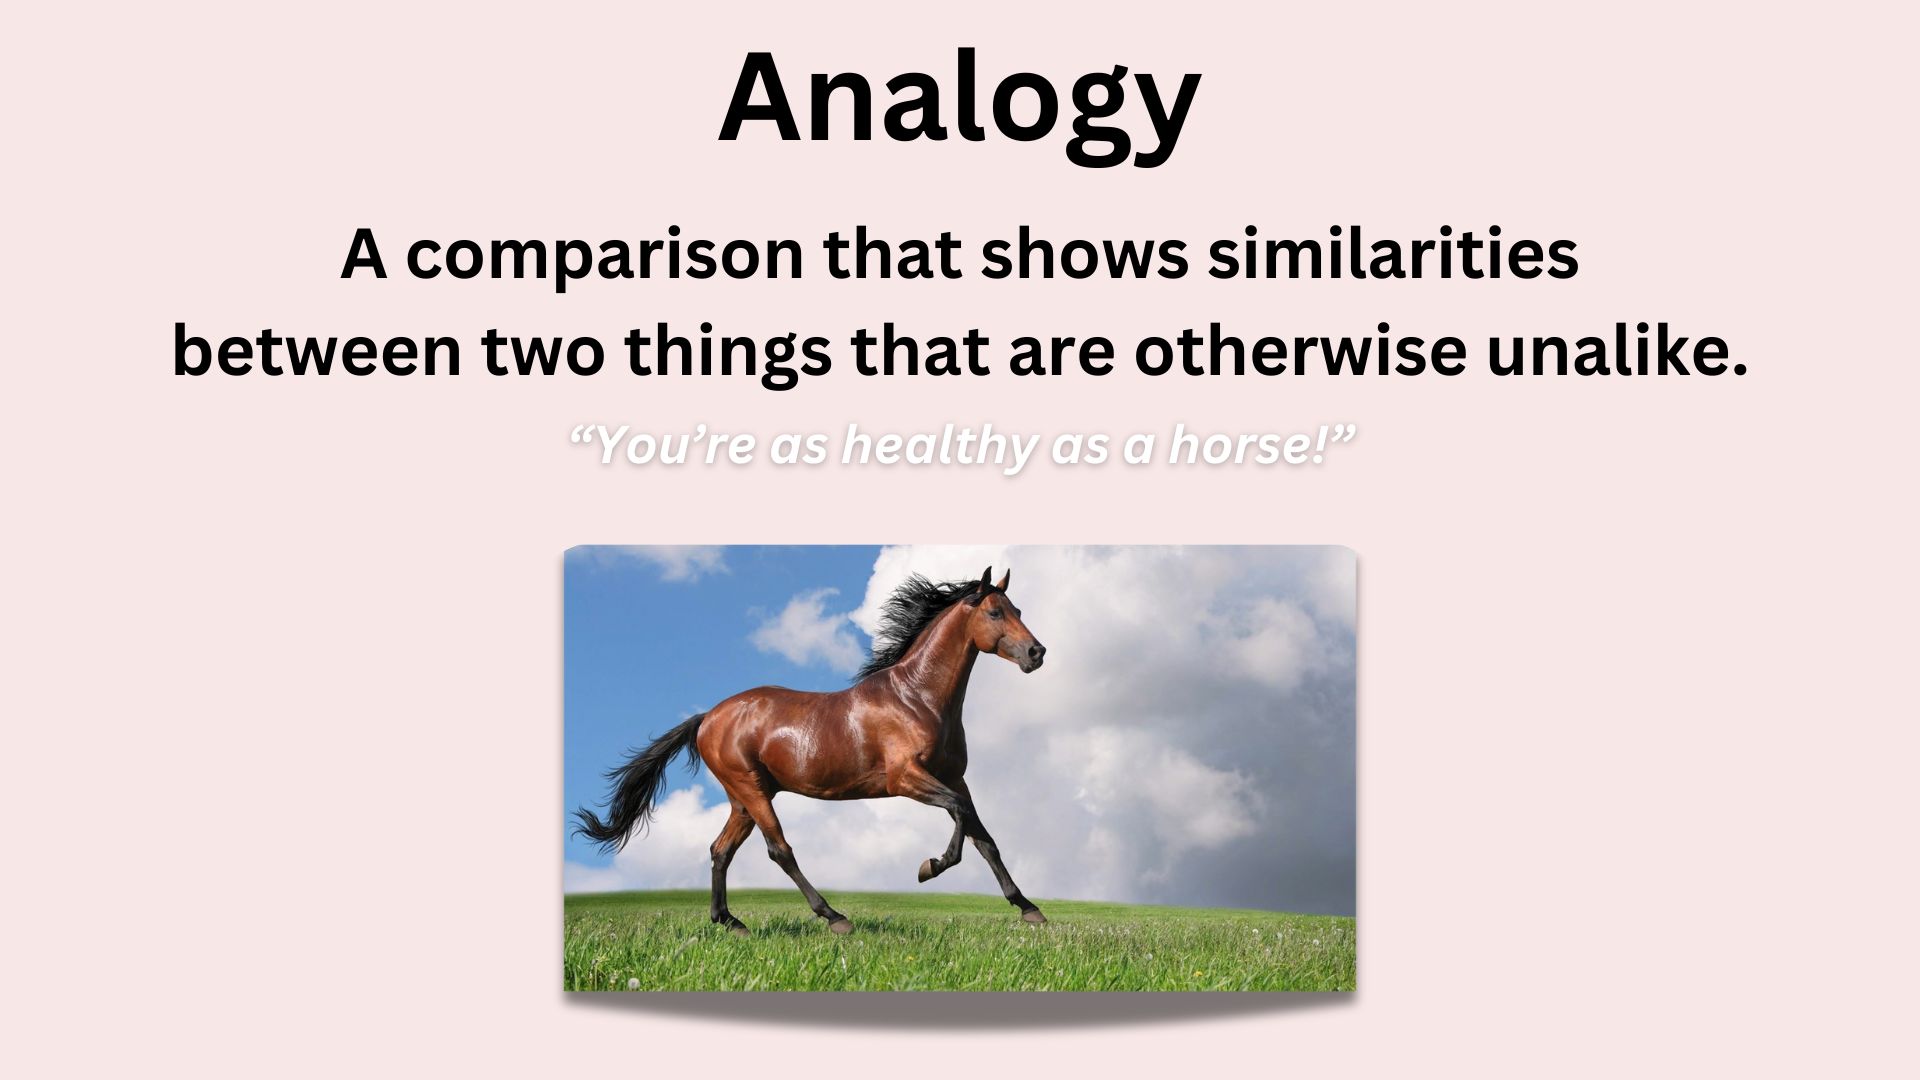 Analogy
A comparison that shows similarities
between two things that are otherwise unalike.
“You’re as healthy as a horse!”